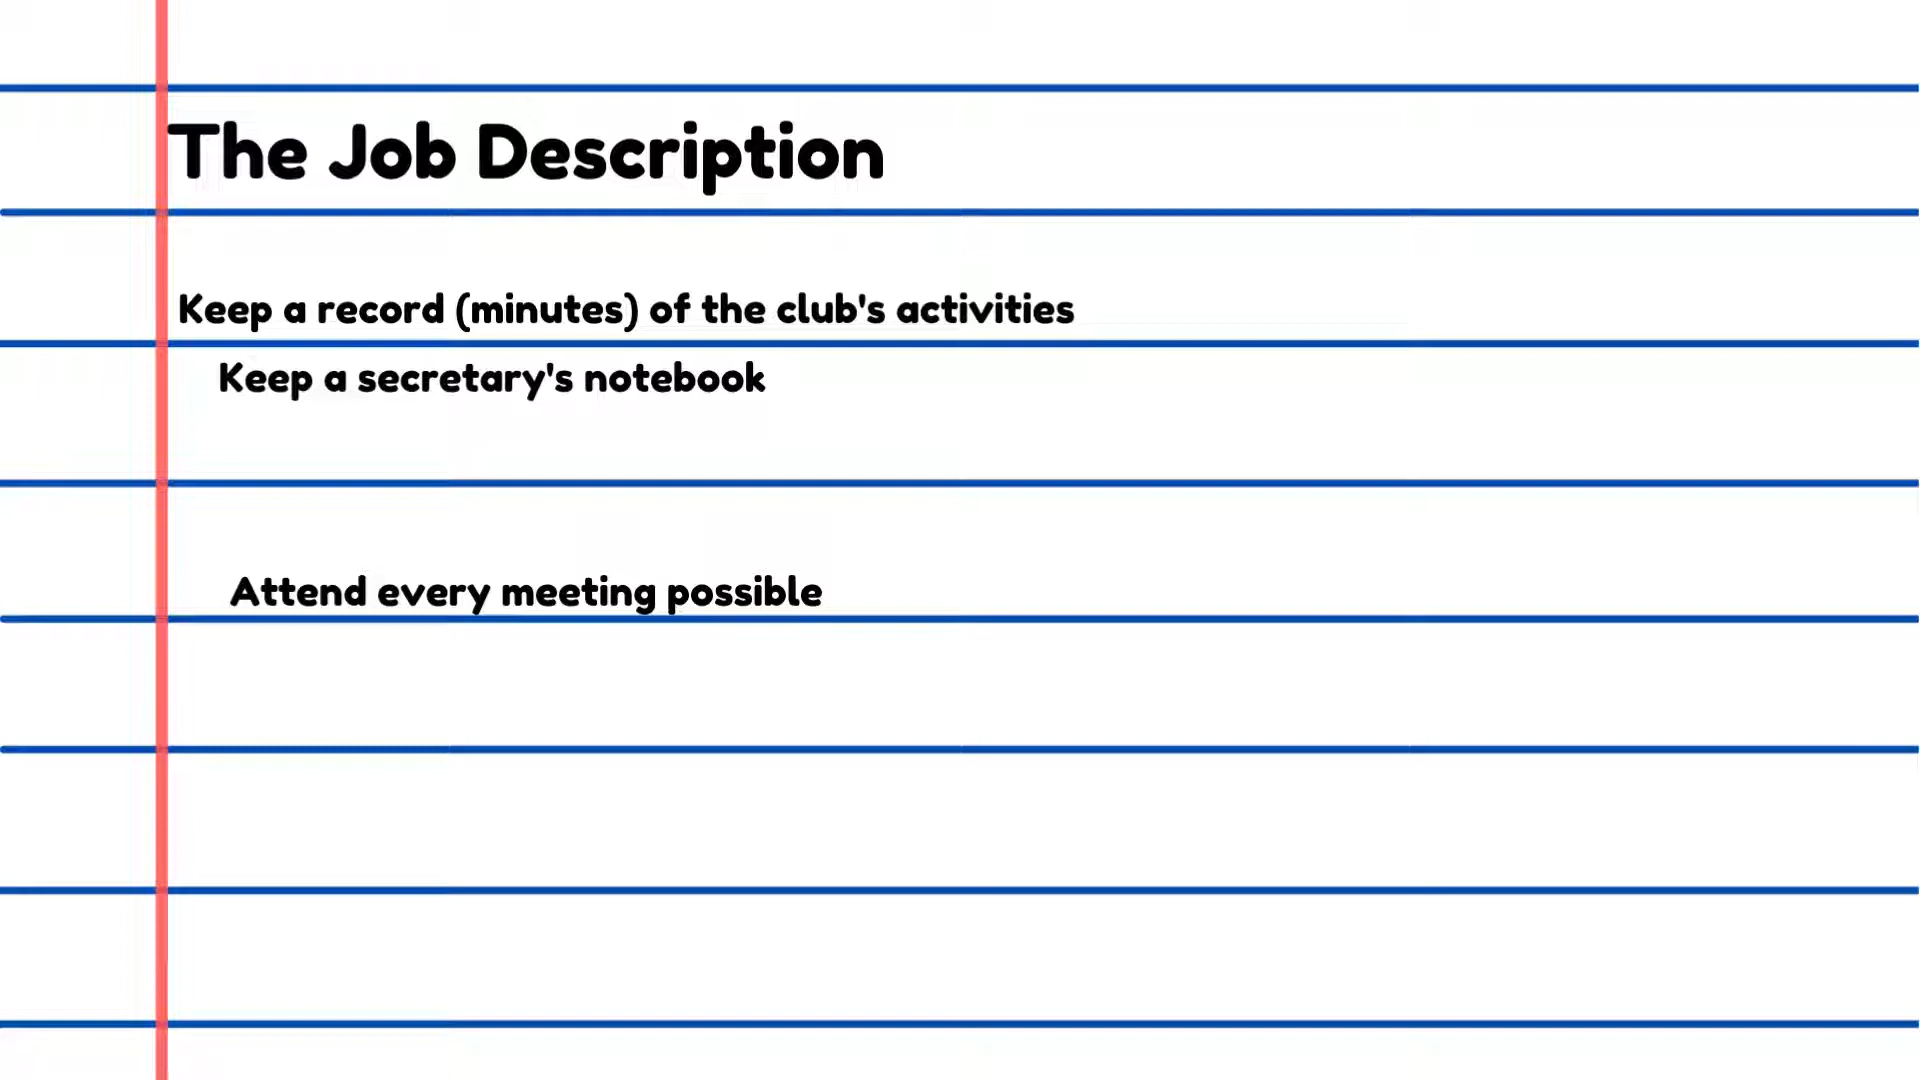 The Job Description
Keep a record (minutes) of the club's activities
Keep a secretary's notebook
Attend every meeting possible